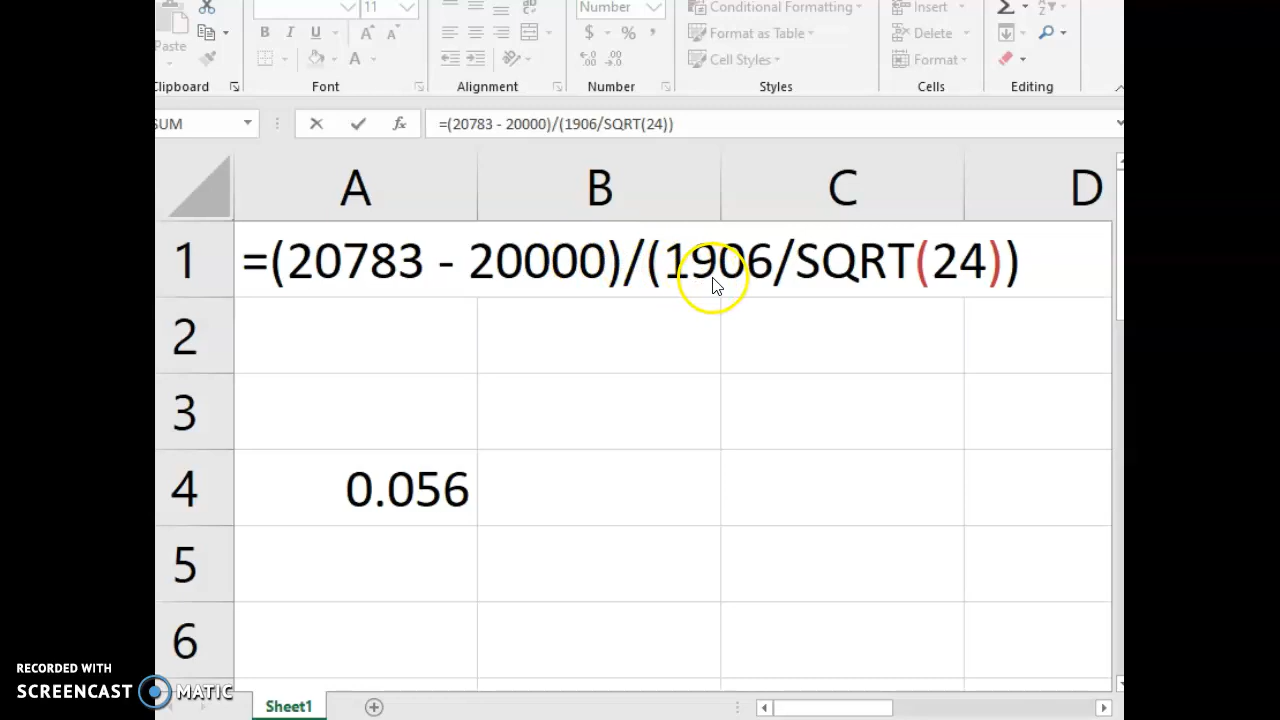 11
Number
Conditional Formatting
Insert
Paste
B I U
A A
$ % ,
Format as Table
Delete
A
Cell Styles
Format
Clipboard
Font
Alignment
Number
Styles
Cells
Editing
SUM
fx
=(20783 - 20000)/(1906/SQRT(24))
A B C D
1 =(20783 - 20000)/(1906/SQRT(24))
2
3
4 0.056
5
6
RECORDED WITH
SCREENCAST MATIC
Sheet1